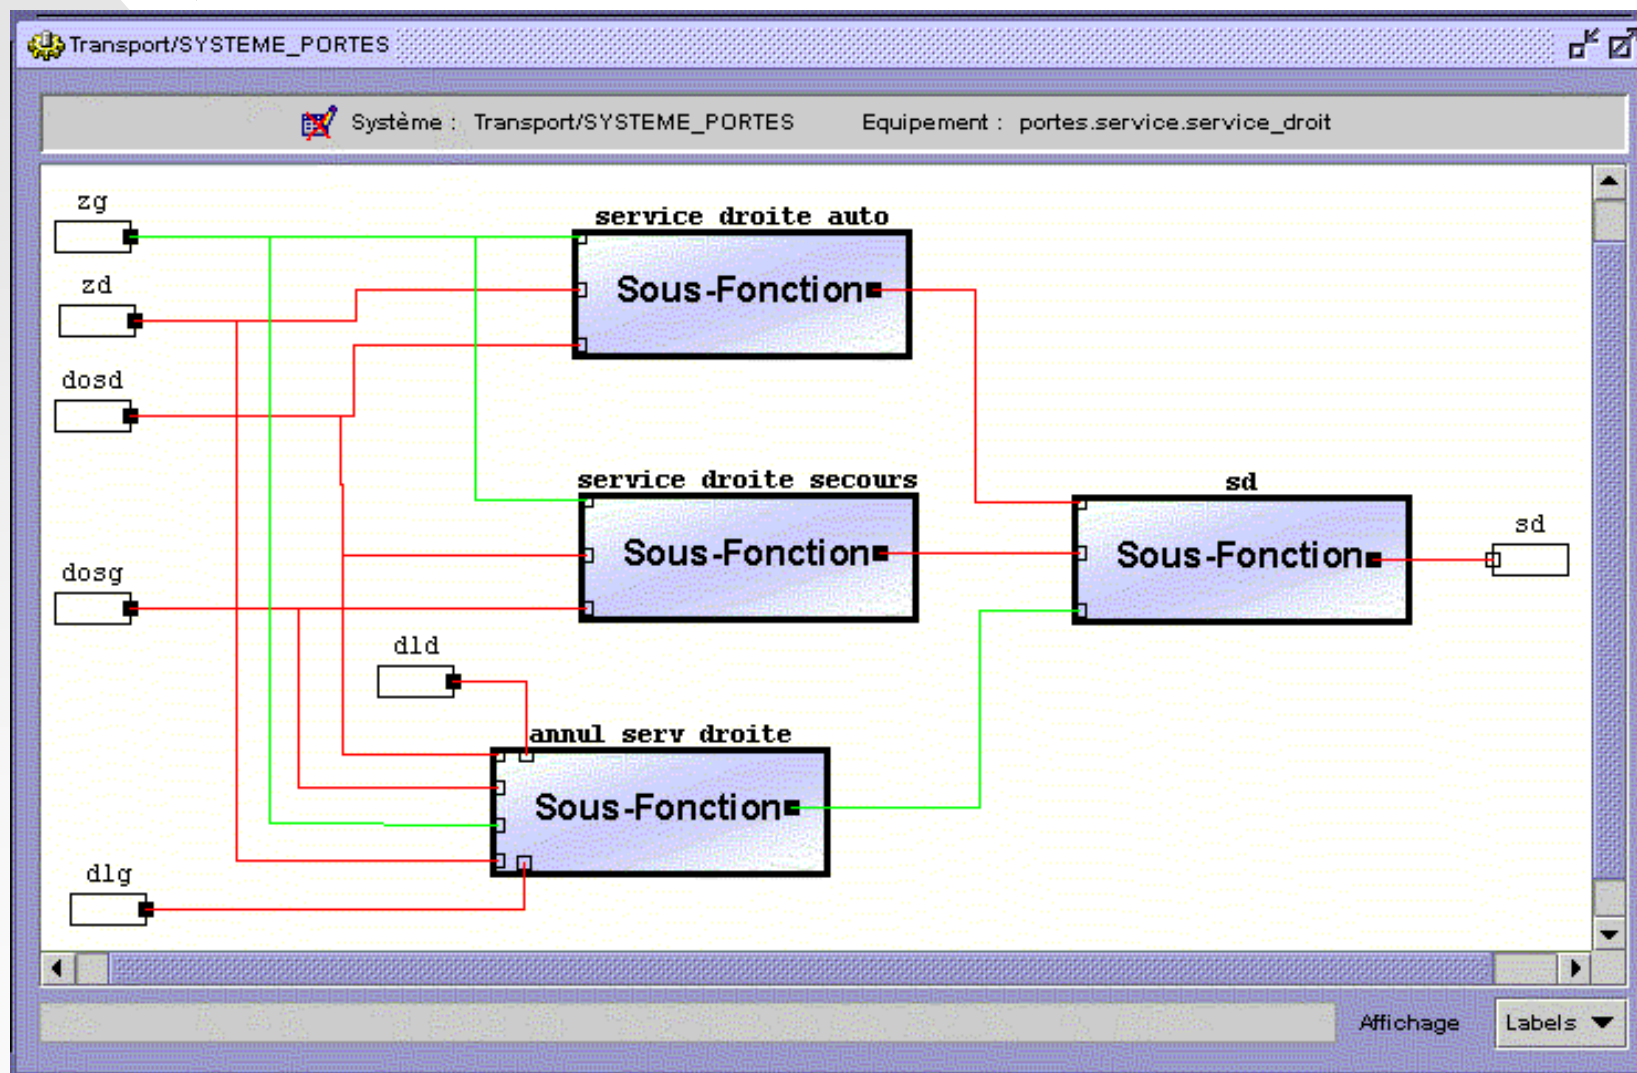 Transport/SYSTEME_PORTES
Système : Transport/SYSTEME_PORTES Equipement : portes.service.service_droit
zg
service droite auto
Sous-Fonction
zd
dosd
service droite secours
Sous-Fonction
sd
Sous-Fonction
sd
dosg
dld
annul serv droite
Sous-Fonction
dlg
Affichage Labels